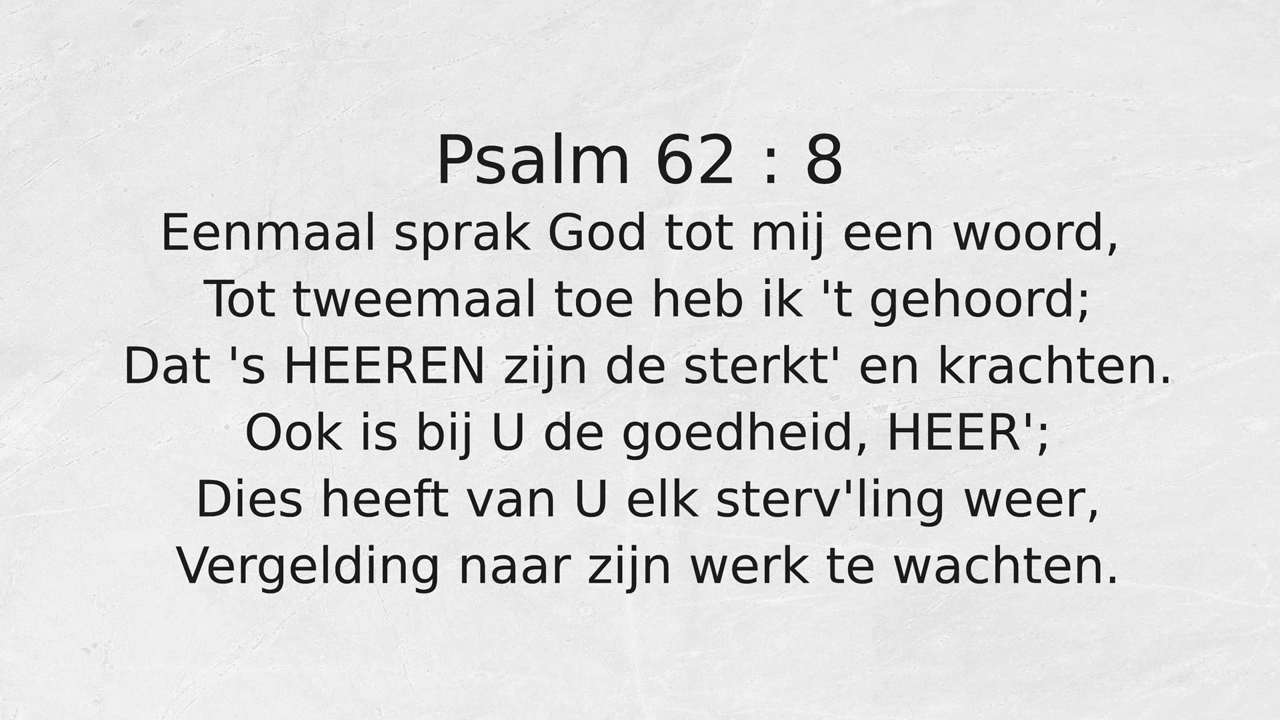 Psalm 62 : 8
Eenmaal sprak God tot mij een woord,
Tot tweemaal toe heb ik 't gehoord;
Dat 's HEEREN zijn de sterkt' en krachten.
Ook is bij U de goedheid, HEER';
Dies heeft van U elk sterv'ling weer,
Vergelding naar zijn werk te wachten.